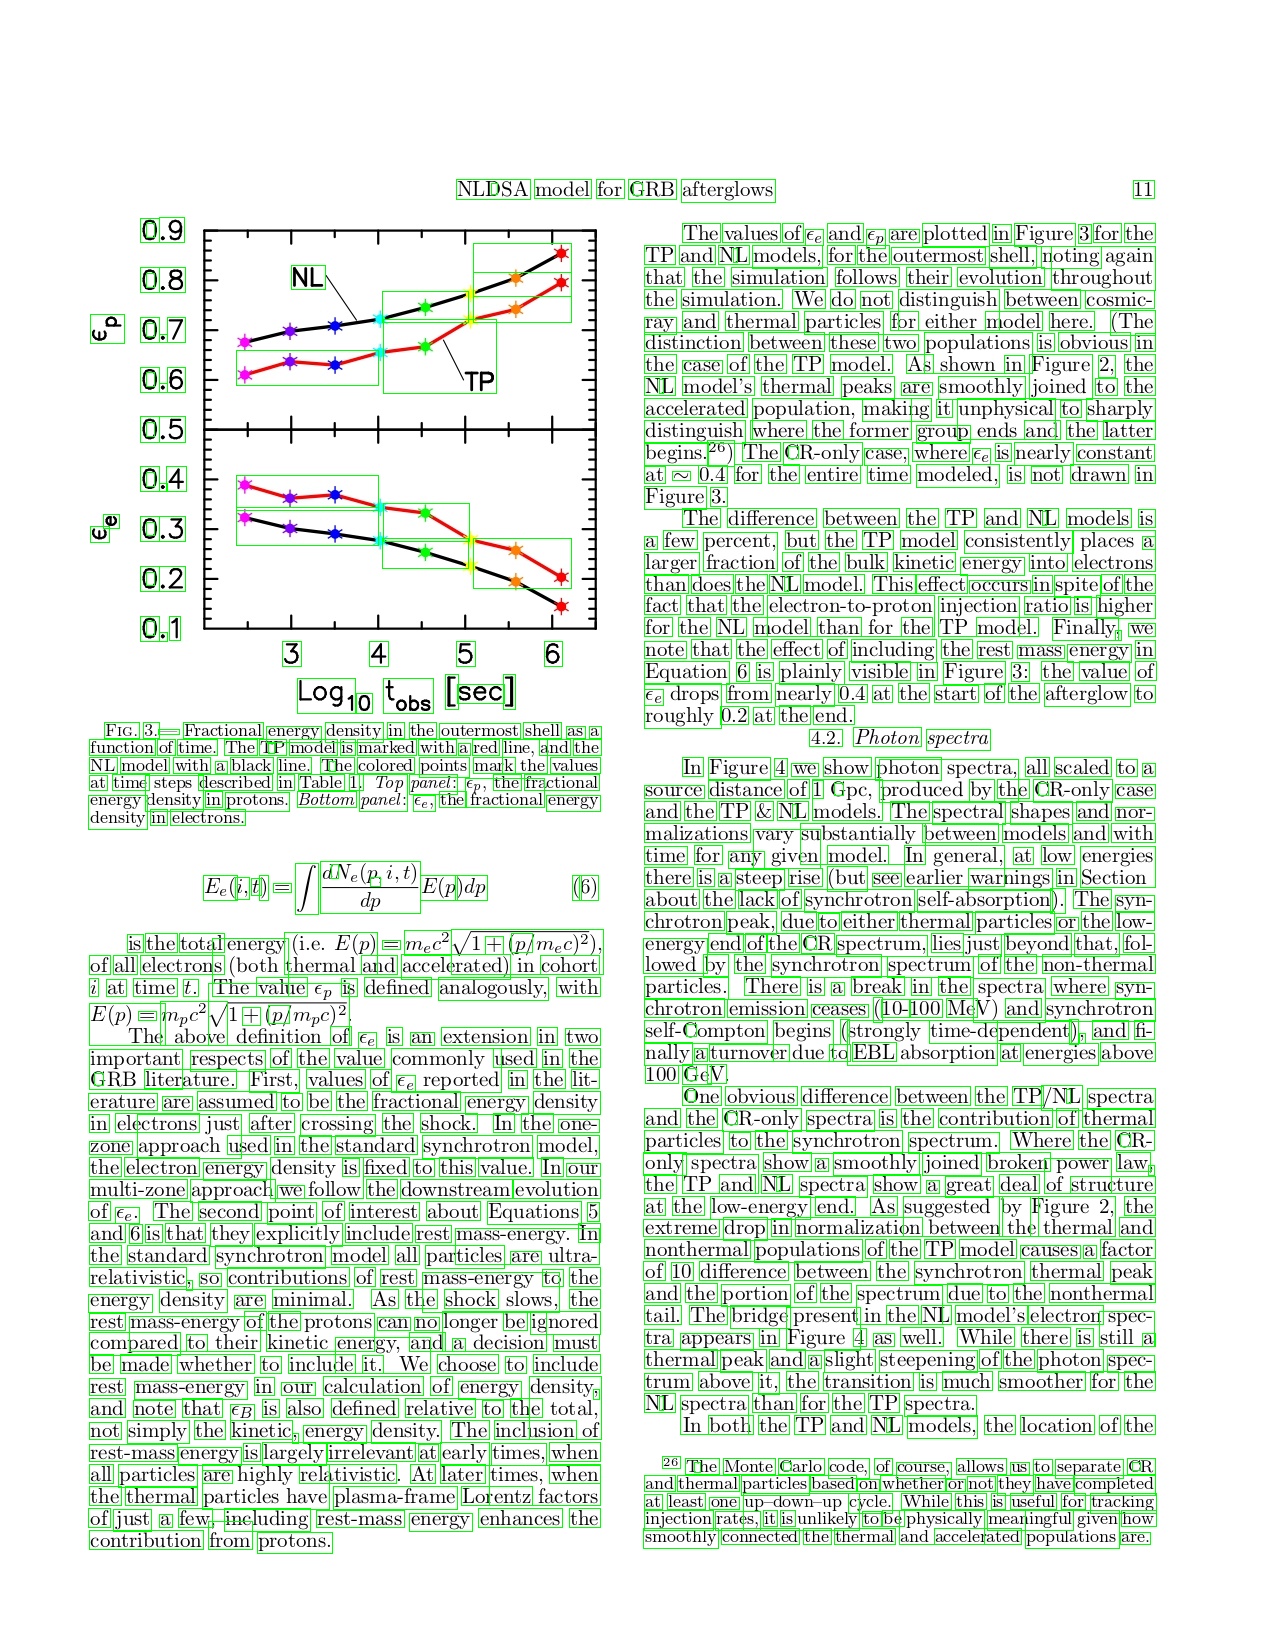 NLDSA model for GRB afterglows 11
0.9
0.8
NL
ϵp 0.7
0.6
TP
0.5
0.4
ϵe 0.3
0.2
0.1
3 4 5 6
Log10 tobs [sec]
Fig. 3.— Fractional energy density in the outermost shell as a
function of time. The TP model is marked with a red line, and the
NL model with a black line. The colored points mark the values
at time steps described in Table 1. Top panel: ϵp, the fractional
energy density in protons. Bottom panel: ϵe, the fractional energy
density in electrons.
Ee(i,t) = ∫ dNe(p,i,t)/dp E(p)dp (6)
is the total energy (i.e. E(p) = mec²√1 + (p/mec)²),
of all electrons (both thermal and accelerated) in cohort
i at time t. The value ϵp is defined analogously, with
E(p) = mpc²√1 + (p/mpc)².
The above definition of ϵe is an extension in two
important respects of the value commonly used in the
GRB literature. First, values of ϵe reported in the lit-
erature are assumed to be the fractional energy density
in electrons just after crossing the shock. In the one-
zone approach used in the standard synchrotron model,
the electron energy density is fixed to this value. In our
multi-zone approach we follow the downstream evolution
of ϵe. The second point of interest about Equations 5
and 6 is that they explicitly include rest mass-energy. In
the standard synchrotron model all particles are ultra-
relativistic, so contributions of rest mass-energy to the
energy density are minimal. As the shock slows, the
rest mass-energy of the protons can no longer be ignored
compared to their kinetic energy, and a decision must
be made whether to include it. We choose to include
rest mass-energy in our calculation of energy density,
and note that ϵB is also defined relative to the total,
not simply the kinetic, energy density. The inclusion of
rest-mass energy is largely irrelevant at early times, when
all particles are highly relativistic. At later times, when
the thermal particles have plasma-frame Lorentz factors
of just a few, including rest-mass energy enhances the
contribution from protons.
The values of ϵe and ϵp are plotted in Figure 3 for the
TP and NL models, for the outermost shell, noting again
that the simulation follows their evolution throughout
the simulation. We do not distinguish between cosmic-
ray and thermal particles for either model here. (The
distinction between these two populations is obvious in
the case of the TP model. As shown in Figure 2, the
NL model's thermal peaks are smoothly joined to the
accelerated population, making it unphysical to sharply
distinguish where the former group ends and the latter
begins.²⁶) The CR-only case, where ϵe is nearly constant
at ∼ 0.4 for the entire time modeled, is not drawn in
Figure 3.
The difference between the TP and NL models is
a few percent, but the TP model consistently places a
larger fraction of the bulk kinetic energy into electrons
than does the NL model. This effect occurs in spite of the
fact that the electron-to-proton injection ratio is higher
for the NL model than for the TP model. Finally, we
note that the effect of including the rest mass energy in
Equation 6 is plainly visible in Figure 3: the value of
ϵe drops from nearly 0.4 at the start of the afterglow to
roughly 0.2 at the end.
4.2. Photon spectra
In Figure 4 we show photon spectra, all scaled to a
source distance of 1 Gpc, produced by the CR-only case
and the TP & NL models. The spectral shapes and nor-
malizations vary substantially between models and with
time for any given model. In general, at low energies
there is a steep rise (but see earlier warnings in Section
about the lack of synchrotron self-absorption). The syn-
chrotron peak, due to either thermal particles or the low-
energy end of the CR spectrum, lies just beyond that, fol-
lowed by the synchrotron spectrum of the non-thermal
particles. There is a break in the spectra where syn-
chrotron emission ceases (10-100 MeV) and synchrotron
self-Compton begins (strongly time-dependent), and fi-
nally a turnover due to EBL absorption at energies above
100 GeV.
One obvious difference between the TP/NL spectra
and the CR-only spectra is the contribution of thermal
particles to the synchrotron spectrum. Where the CR-
only spectra show a smoothly joined broken power law,
the TP and NL spectra show a great deal of structure
at the low-energy end. As suggested by Figure 2, the
extreme drop in normalization between the thermal and
nonthermal populations of the TP model causes a factor
of 10 difference between the synchrotron thermal peak
and the portion of the spectrum due to the nonthermal
tail. The bridge present in the NL model's electron spec-
tra appears in Figure 4 as well. While there is still a
thermal peak and a slight steepening of the photon spec-
trum above it, the transition is much smoother for the
NL spectra than for the TP spectra.
In both the TP and NL models, the location of the
²⁶ The Monte Carlo code, of course, allows us to separate CR
and thermal particles based on whether or not they have completed
at least one up–down–up cycle. While this is useful for tracking
injection rates, it is unlikely to be physically meaningful given how
smoothly connected the thermal and accelerated populations are.